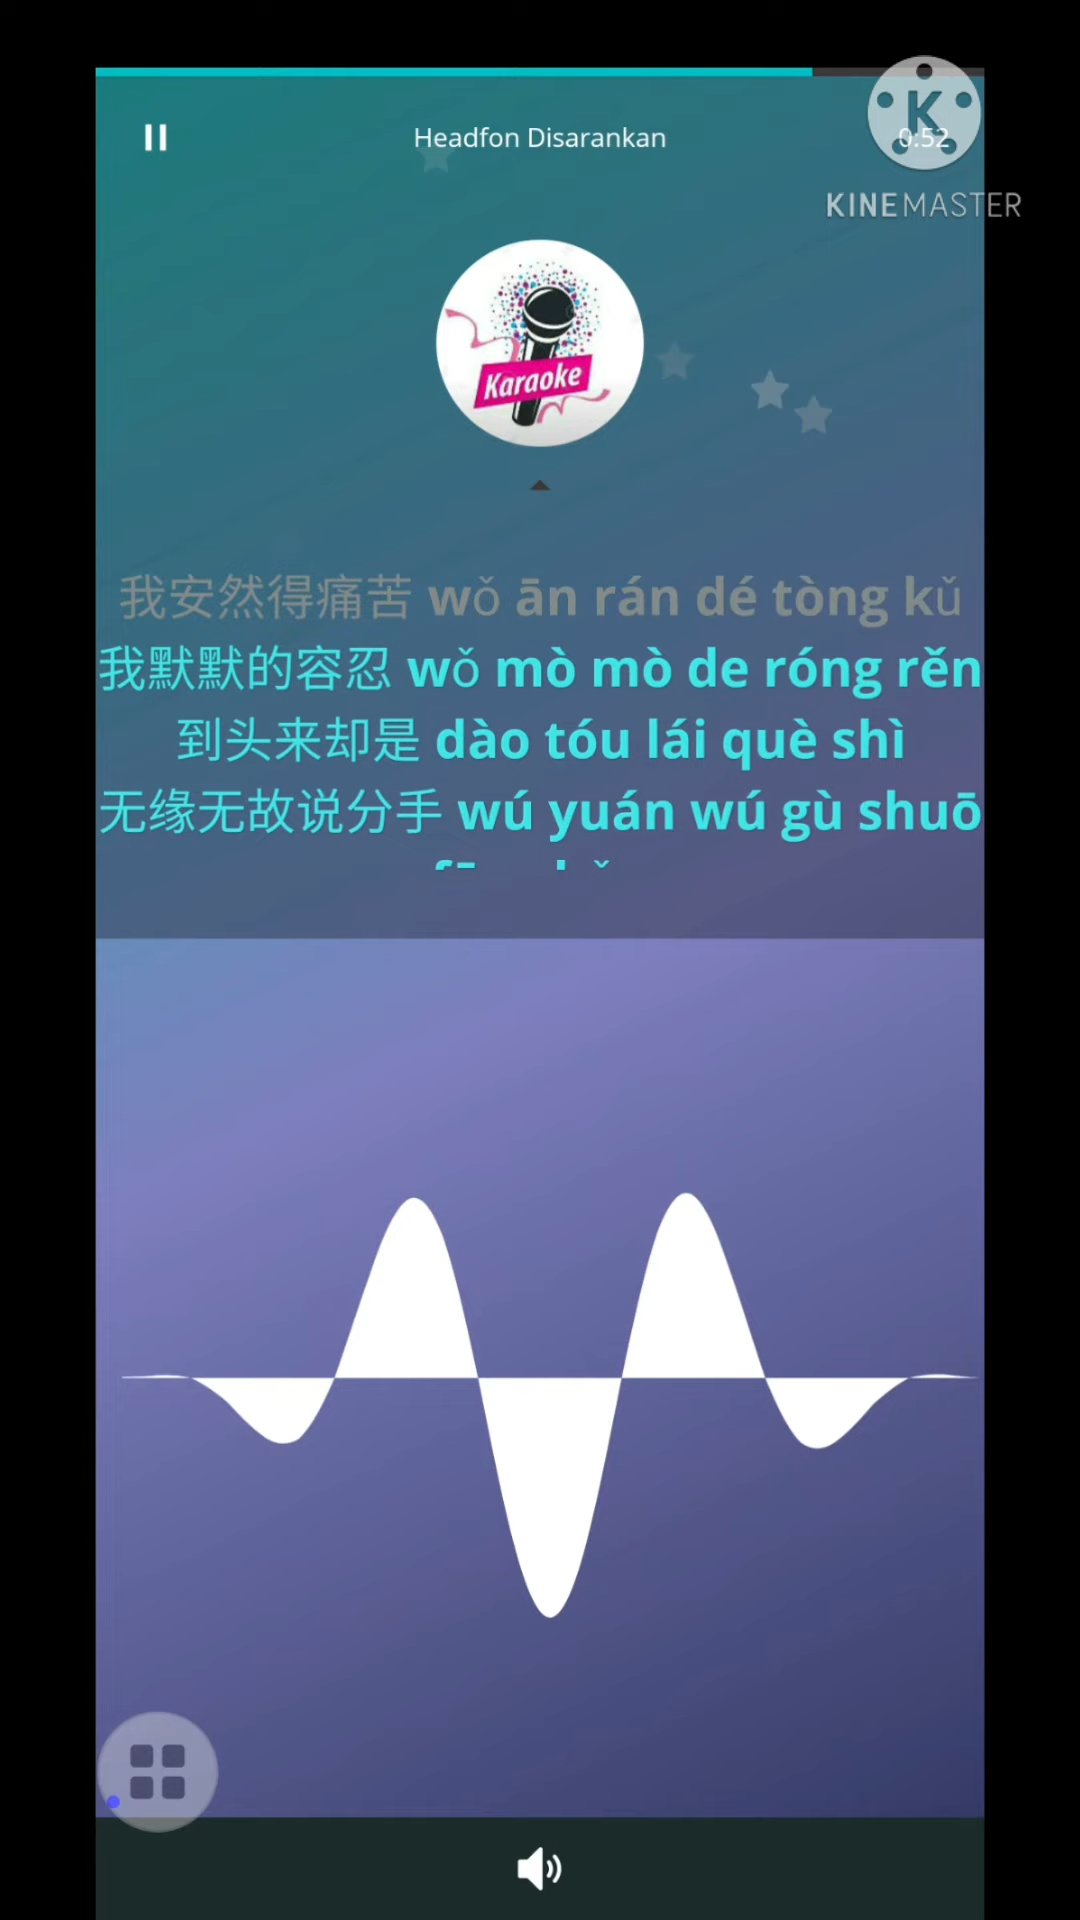 Headfon Disarankan
0:52
K
KINEMASTER
Karaoke
我安然得痛苦 wǒ ān rán dé tòng kǔ
我默默的容忍 wǒ mò mò de róng rěn
到头来却是 dào tóu lái què shì
无缘无故说分手 wú yuán wú gù shuō